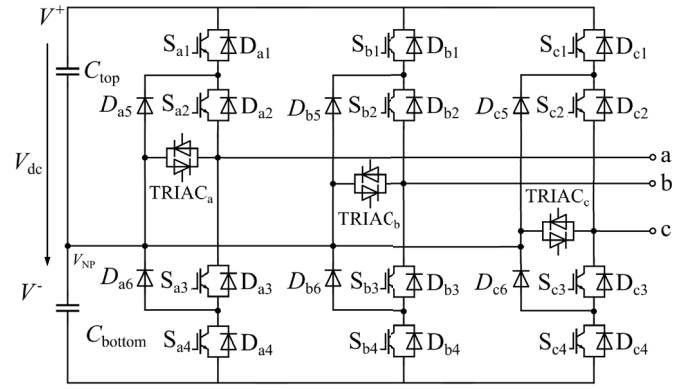 V+
Sa1 Da1 Sb1 Db1 Sc1 Dc1
Ctop
Da5 Sa2 Da2 Db5 Sb2 Db2 Dc5 Sc2 Dc2
Vdc
a
TRIACa
b
TRIACb
TRIACc
c
VNP
Da6 Sa3 Da3 Db6 Sb3 Db3 Dc6 Sc3 Dc3
V-
Cbottom
Sa4 Da4 Sb4 Db4 Sc4 Dc4